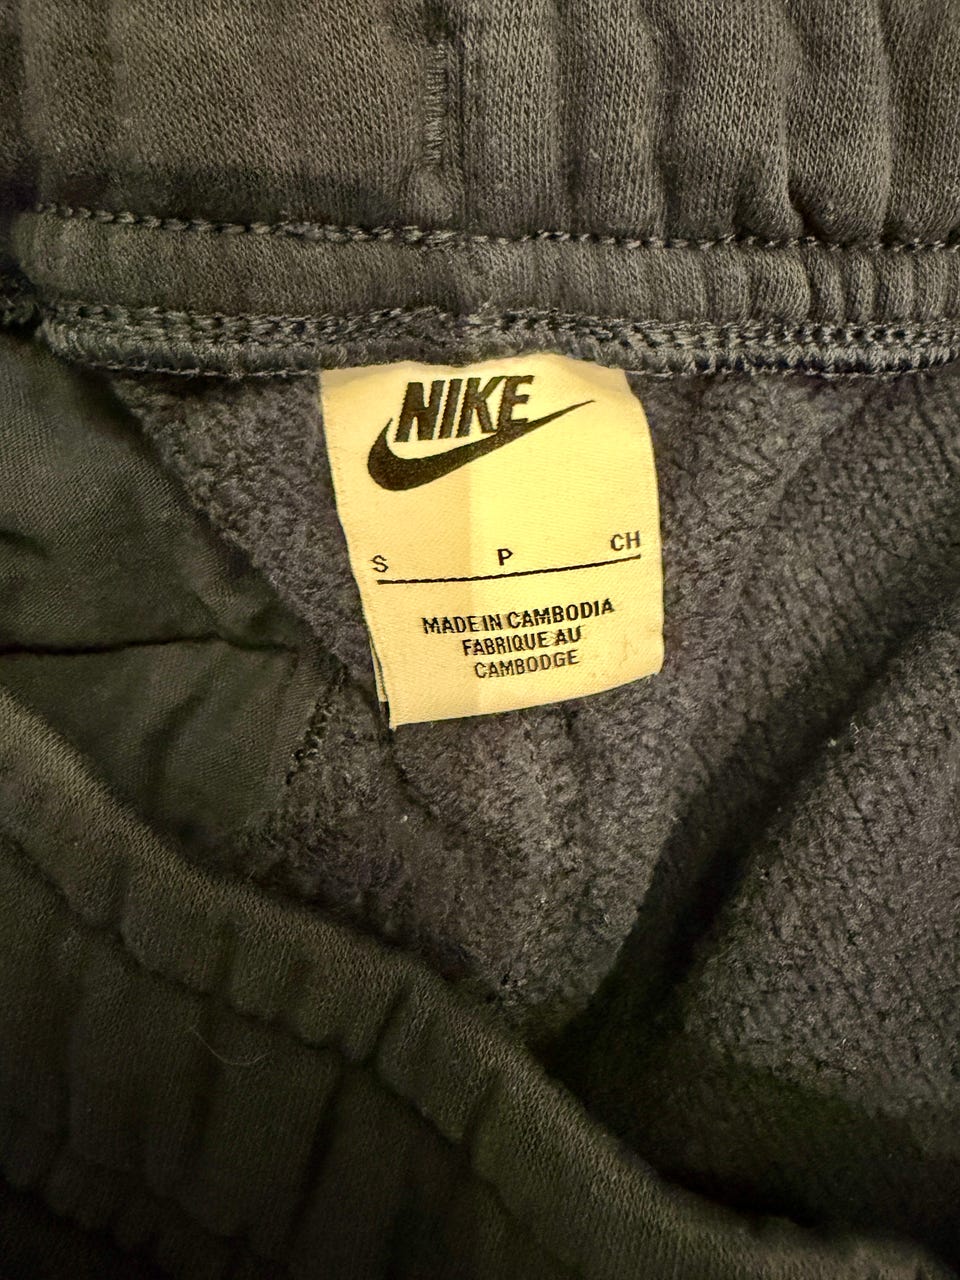 NIKE
S P CH
MADE IN CAMBODIA
FABRIQUE AU
CAMBODGE